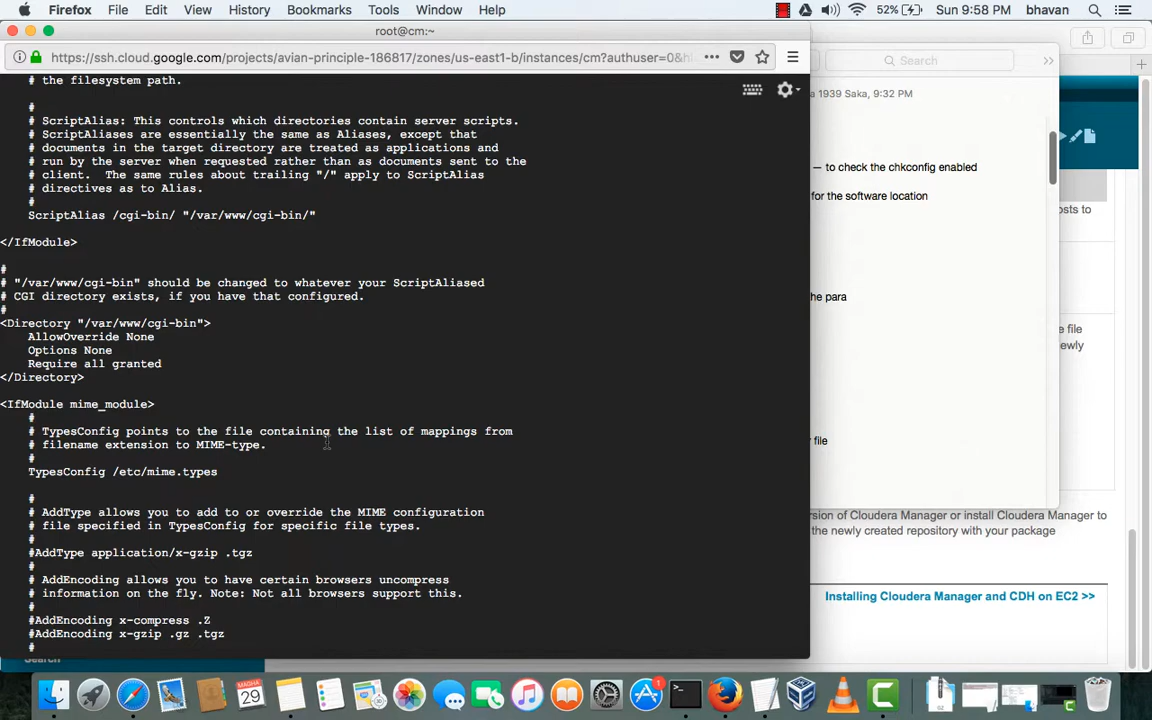 Firefox File Edit View History Bookmarks Tools Window Help 52% Sun 9:58 PM bhavan
root@cm:~
https://ssh.cloud.google.com/projects/avian-principle-186817/zones/us-east1-b/instances/cm?authuser=0&h
Search
# the filesystem path.
a 1939 Saka, 9:32 PM
#
# ScriptAlias: This controls which directories contain server scripts.
# ScriptAliases are essentially the same as Aliases, except that
# documents in the target directory are treated as applications and
# run by the server when requested rather than as documents sent to the
# client.  The same rules about trailing "/" apply to ScriptAlias
# directives as to Alias.
#
ScriptAlias /cgi-bin/ "/var/www/cgi-bin/"
</IfModule>
#
# "/var/www/cgi-bin" should be changed to whatever your ScriptAliased
# CGI directory exists, if you have that configured.
#
<Directory "/var/www/cgi-bin">
AllowOverride None
Options None
Require all granted
</Directory>
<IfModule mime_module>
#
# TypesConfig points to the file containing the list of mappings from
# filename extension to MIME-type.
#
TypesConfig /etc/mime.types
#
# AddType allows you to add to or override the MIME configuration
# file specified in TypesConfig for specific file types.
#
#AddType application/x-gzip .tgz
#
# AddEncoding allows you to have certain browsers uncompress
# information on the fly. Note: Not all browsers support this.
#
#AddEncoding x-compress .Z
#AddEncoding x-gzip .gz .tgz
#
— to check the chkconfig enabled
for the software location
he para
file
osts to
e file
ewly
rsion of Cloudera Manager or install Cloudera Manager to
the newly created repository with your package
Installing Cloudera Manager and CDH on EC2 >>
Search
MAR
29
1